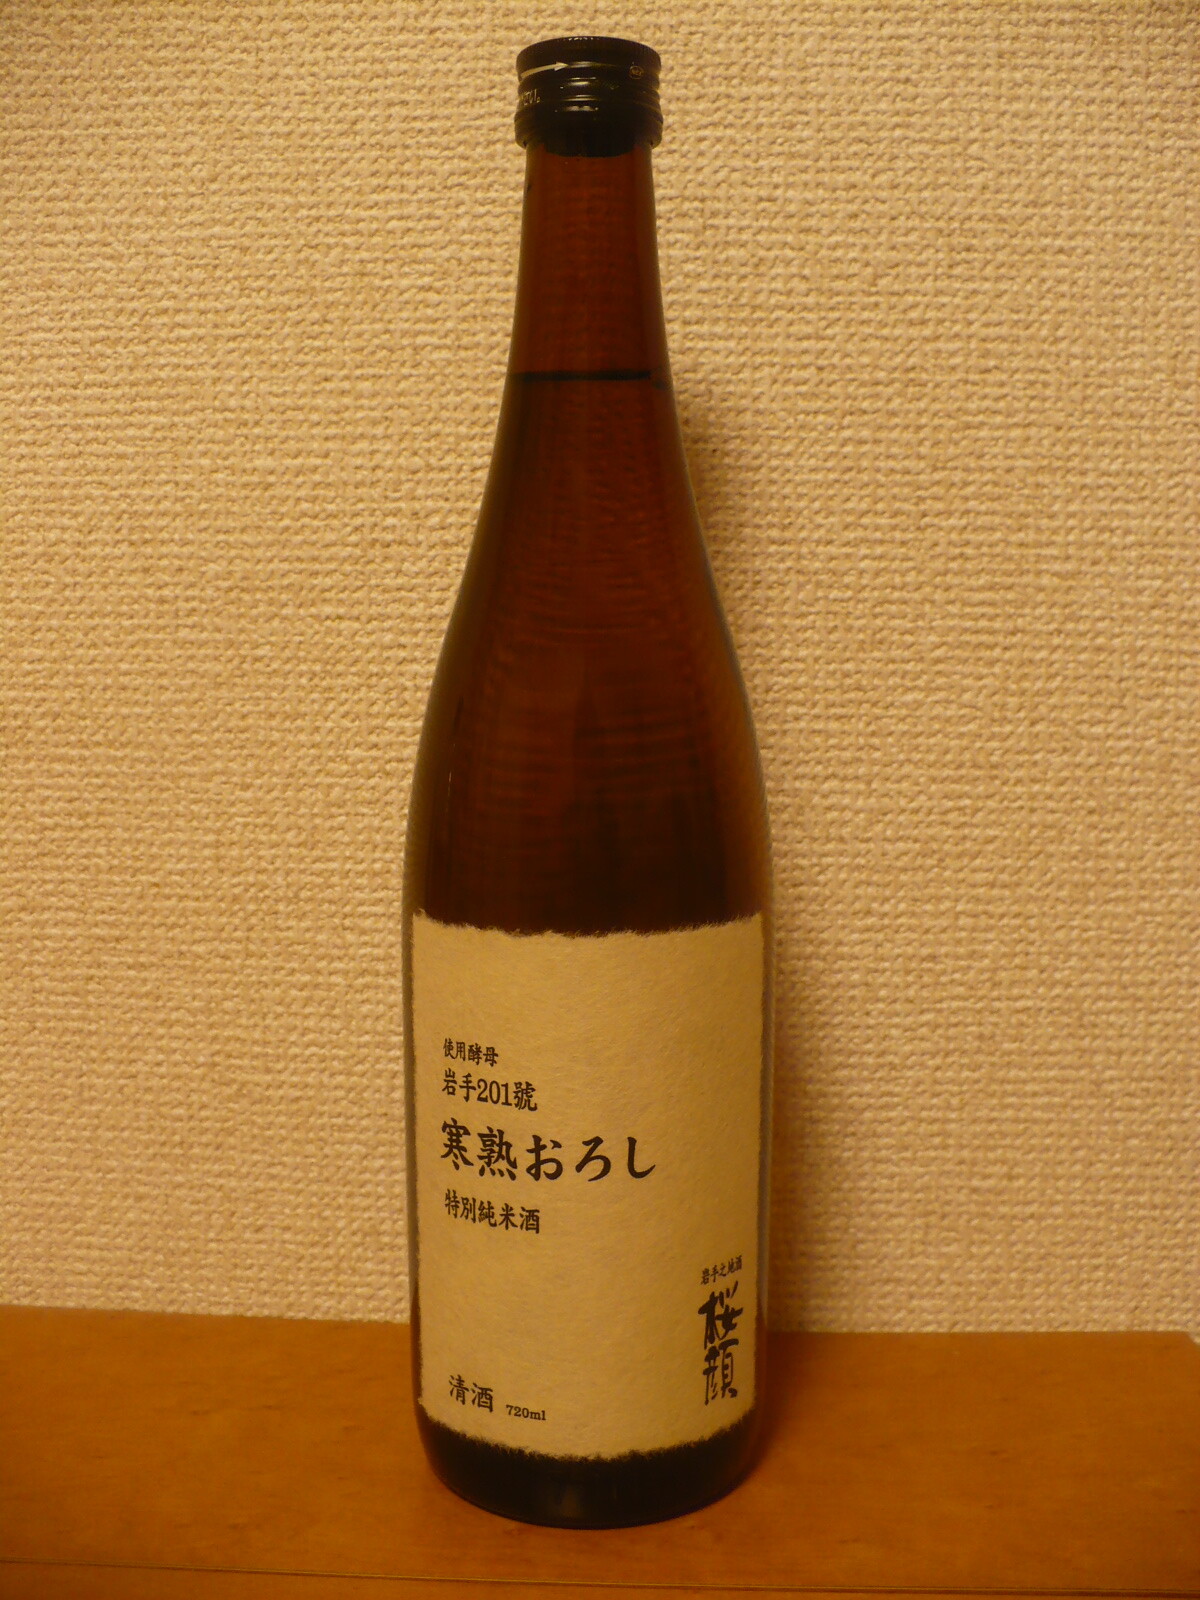 使用酵母
岩手201號
寒熟おろし
特別純米酒
岩手之地酒
桜顔
清酒 720ml